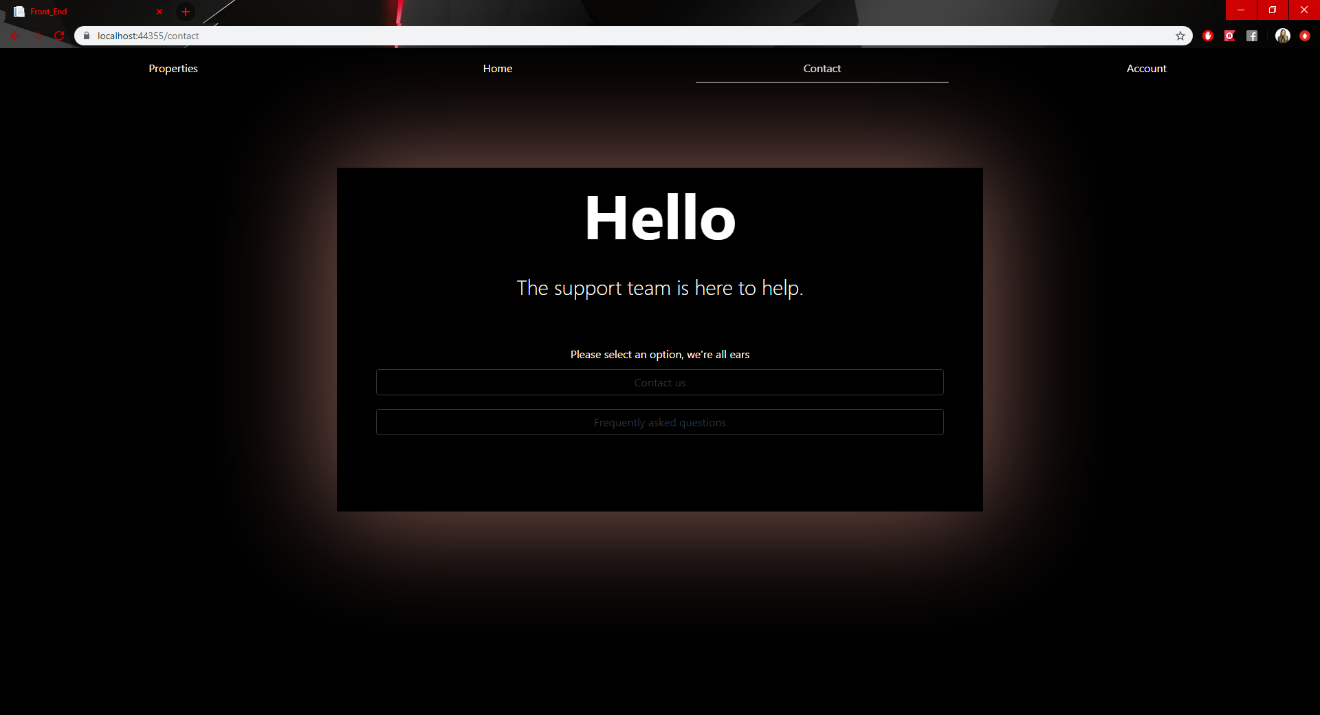 Front_End
localhost:44355/contact
Properties Home Contact Account
Hello
The support team is here to help.
Please select an option, we're all ears
Contact us
Frequently asked questions